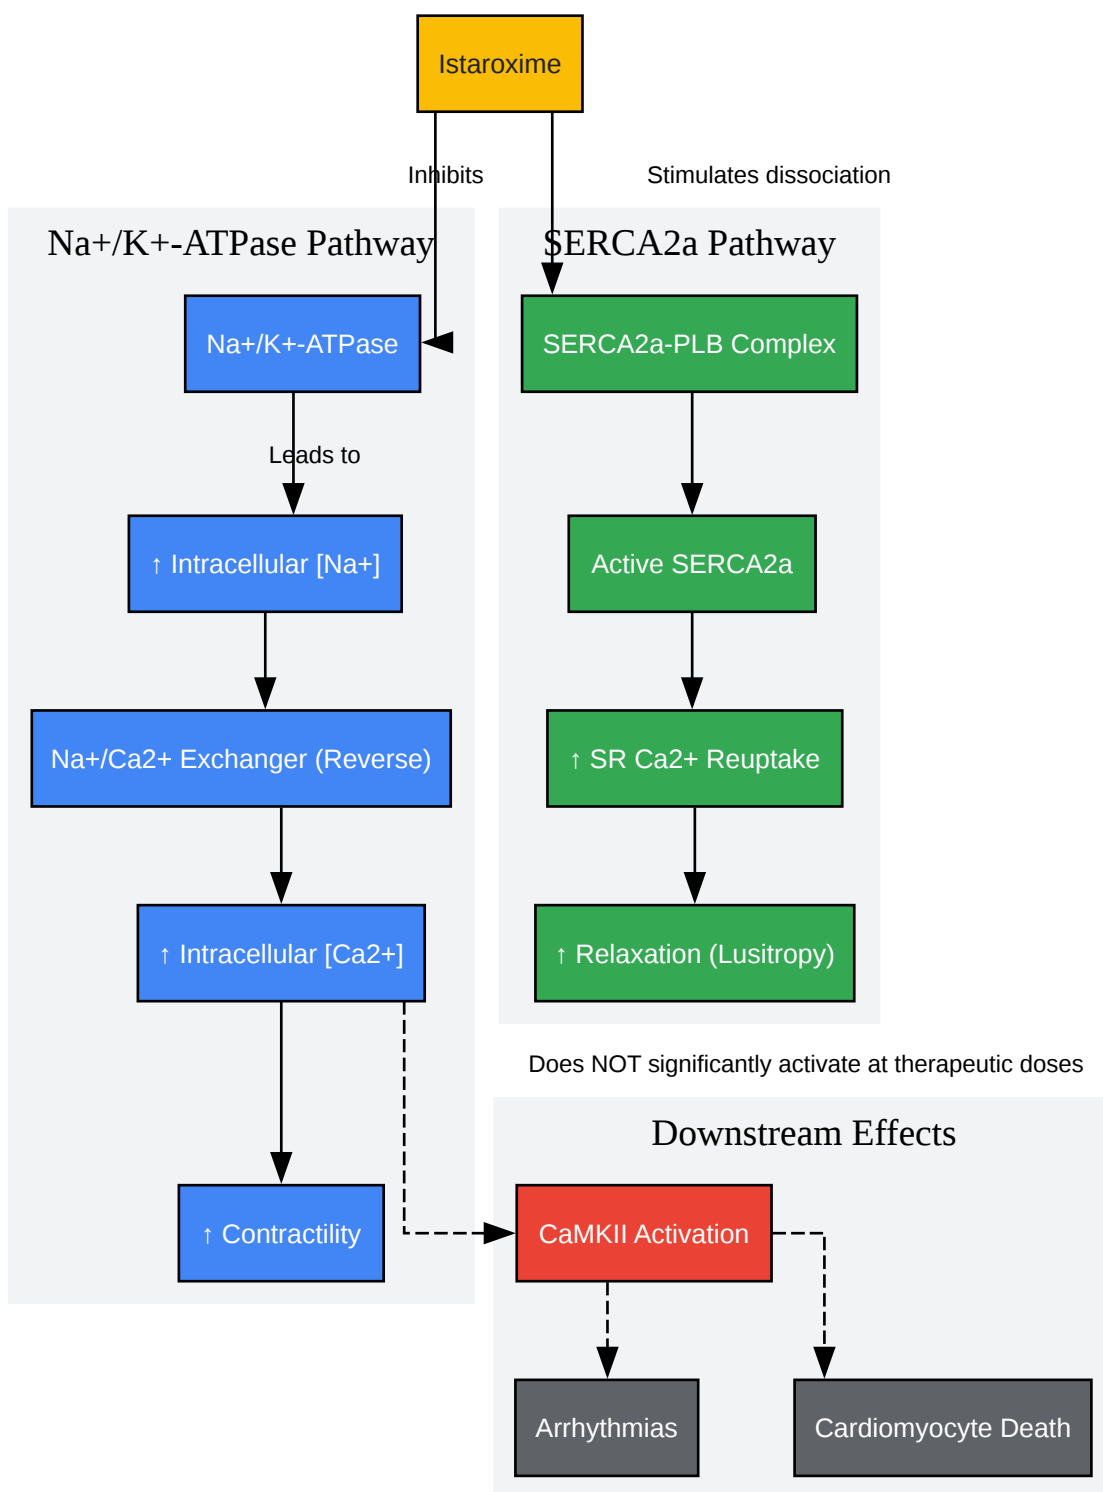 Istaroxime
Inhibits
Stimulates dissociation
Na+/K+-ATPase Pathway
SERCA2a Pathway
Na+/K+-ATPase
SERCA2a-PLB Complex
Leads to
↑ Intracellular [Na+]
Active SERCA2a
Na+/Ca2+ Exchanger (Reverse)
↑ SR Ca2+ Reuptake
↑ Intracellular [Ca2+]
↑ Relaxation (Lusitropy)
Does NOT significantly activate at therapeutic doses
Downstream Effects
↑ Contractility
CaMKII Activation
Arrhythmias
Cardiomyocyte Death